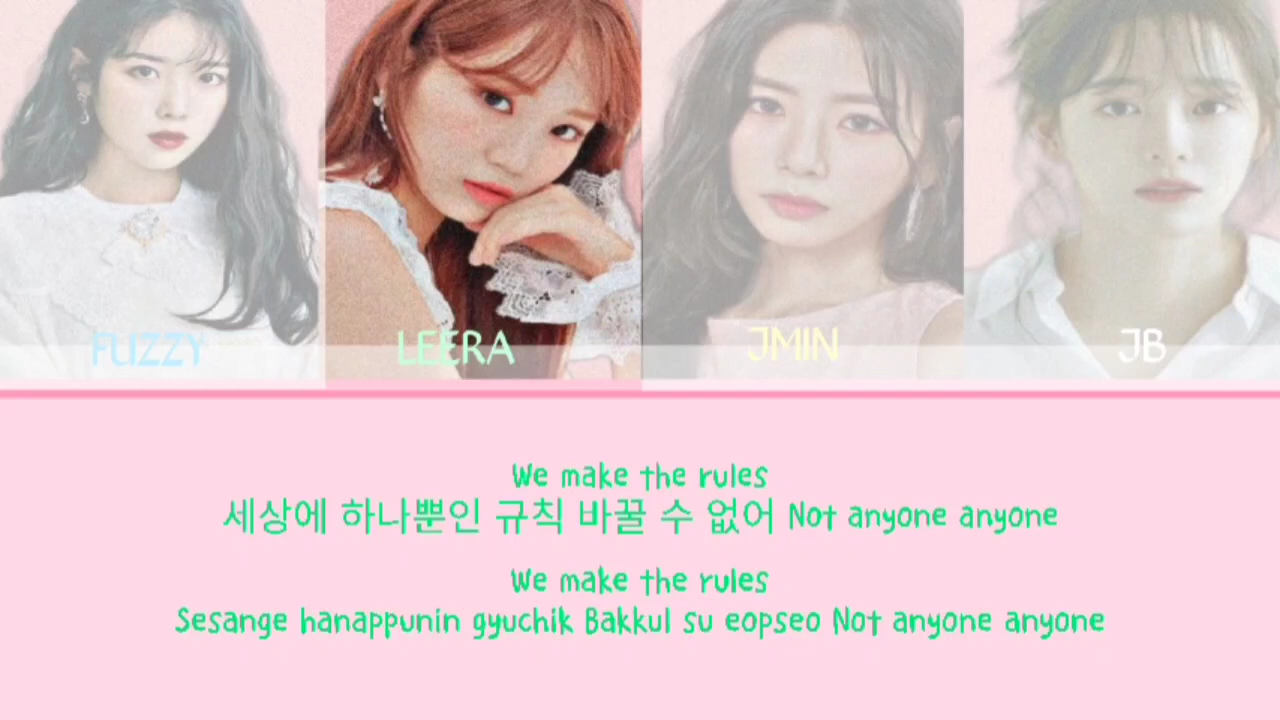 FUZZY LEERA JMIN JB
We make the rules
세상에 하나뿐인 규칙 바꿀 수 없어 Not anyone anyone
We make the rules
Sesange hanappunin gyuchik Bakkul su eopseo Not anyone anyone